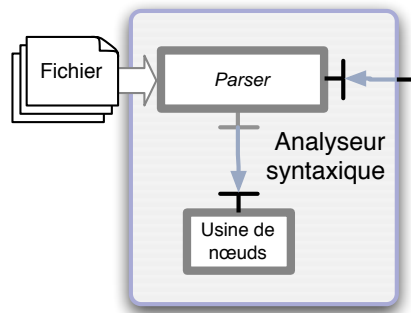 Fichier
Parser
Analyseur
syntaxique
Usine de
nœuds